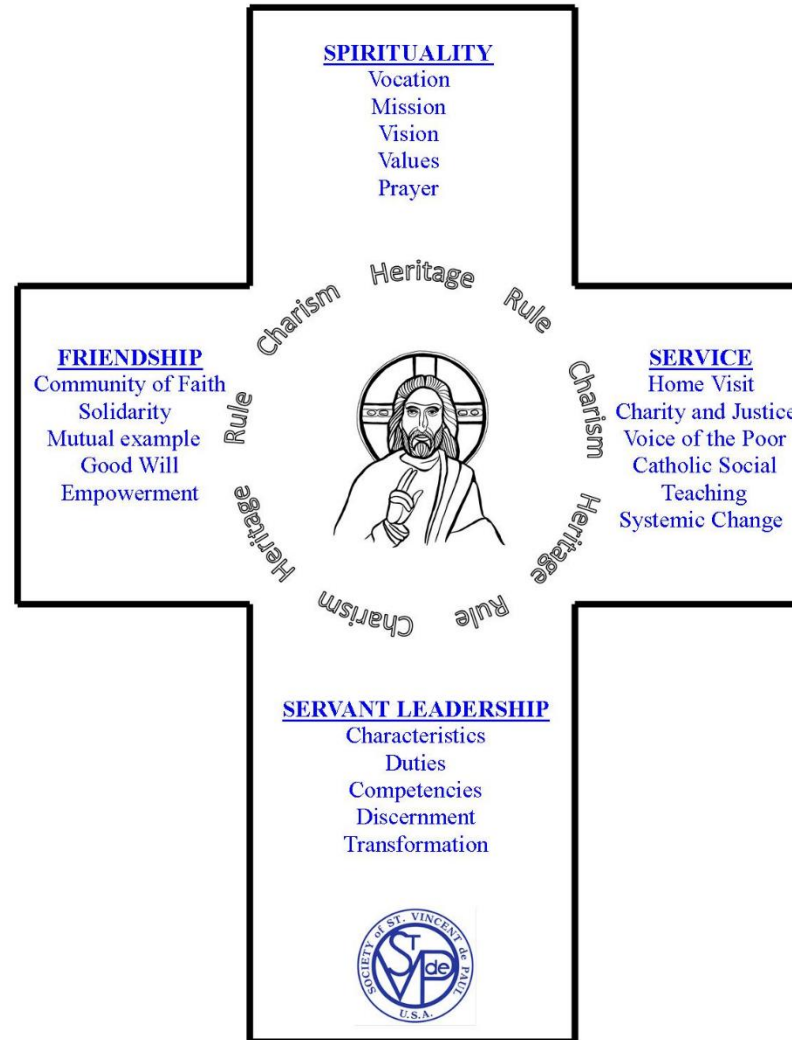 SPIRITUALITY
Vocation
Mission
Vision
Values
Prayer
Heritage Rule Charism Heritage Rule Charism Heritage Rule Charism
FRIENDSHIP
Community of Faith
Solidarity
Mutual example
Good Will
Empowerment
SERVICE
Home Visit
Charity and Justice
Voice of the Poor
Catholic Social
Teaching
Systemic Change
SERVANT LEADERSHIP
Characteristics
Duties
Competencies
Discernment
Transformation
SOCIETY of ST. VINCENT de PAUL
ST
V P de
U.S.A.